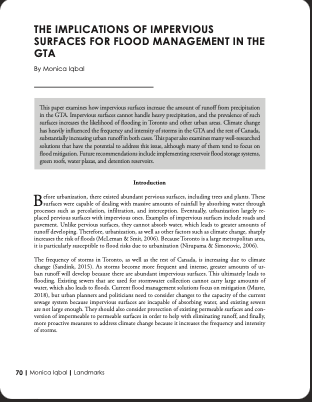 THE IMPLICATIONS OF IMPERVIOUS
SURFACES FOR FLOOD MANAGEMENT IN THE
GTA
By Monica Iqbal
This paper examines how impervious surfaces increase the amount of runoff from precipitation
in the GTA. Impervious surfaces cannot handle heavy precipitation, and the prevalence of such
surfaces increases the likelihood of flooding in Toronto and other urban areas. Climate change
has heavily influenced the frequency and intensity of storms in the GTA and the rest of Canada,
substantially increasing urban runoff in both cases. This paper also examines many well-researched
solutions that have the potential to address this issue, although many of them tend to focus on
flood mitigation. Future recommendations include implementing reservoir flood storage systems,
green roofs, water plazas, and detention reservoirs.
Introduction
Before urbanization, there existed abundant pervious surfaces, including trees and plants. These
surfaces were capable of dealing with massive amounts of rainfall by absorbing water through
processes such as percolation, infiltration, and interception. Eventually, urbanization largely re-
placed pervious surfaces with impervious ones. Examples of impervious surfaces include roads and
pavement. Unlike pervious surfaces, they cannot absorb water, which leads to greater amounts of
runoff developing. Therefore, urbanization, as well as other factors such as climate change, sharply
increases the risk of floods (McLeman & Smit, 2006). Because Toronto is a large metropolitan area,
it is particularly susceptible to flood risks due to urbanization (Nirupama & Simonovic, 2006).
The frequency of storms in Toronto, as well as the rest of Canada, is increasing due to climate
change (Sandink, 2015). As storms become more frequent and intense, greater amounts of ur-
ban runoff will develop because there are abundant impervious surfaces. This ultimately leads to
flooding. Existing sewers that are used for stormwater collection cannot carry large amounts of
water, which also leads to floods. Current flood management solutions focus on mitigation
2018), but urban planners and politicians need to consider changes to the capacity of the current
sewage system because impervious surfaces are incapable of absorbing water, and existing sewers
are not large enough. They should also consider protection of existing permeable surfaces and con-
version of impermeable to permeable surfaces in order to help with eliminating runoff, and finally,
more proactive measures to address climate change because it increases the frequency and intensity
of storms.
70 | Monica Iqbal | Landmarks